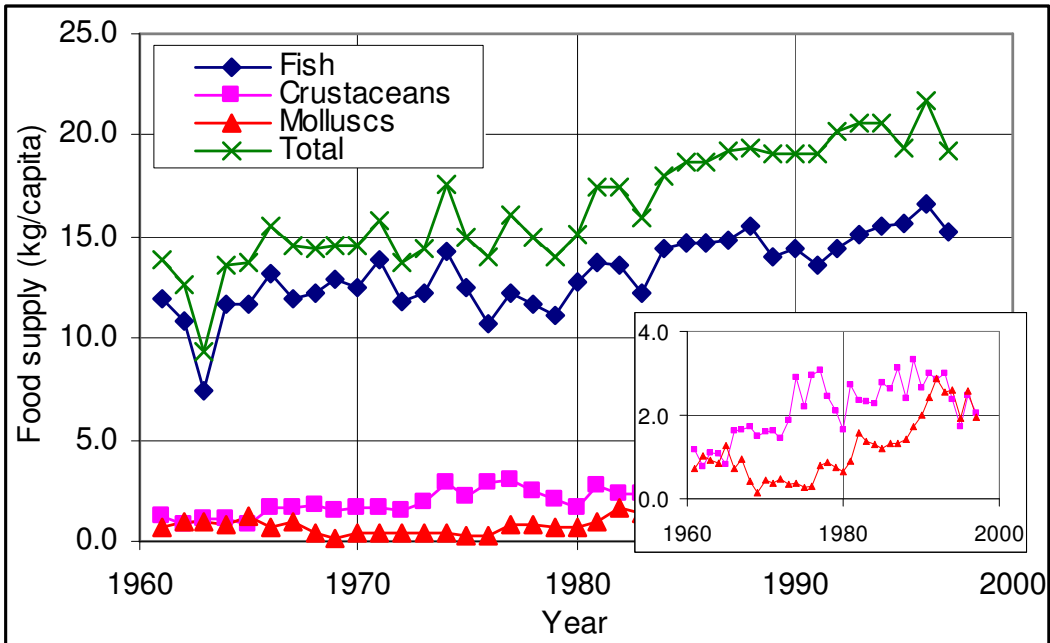 25.0
20.0
15.0
10.0
5.0
0.0
Food supply (kg/capita)
Fish
Crustaceans
Molluscs
Total
4.0
2.0
0.0
1960 1980 2000
1960 1970 1980 1990 2000
Year